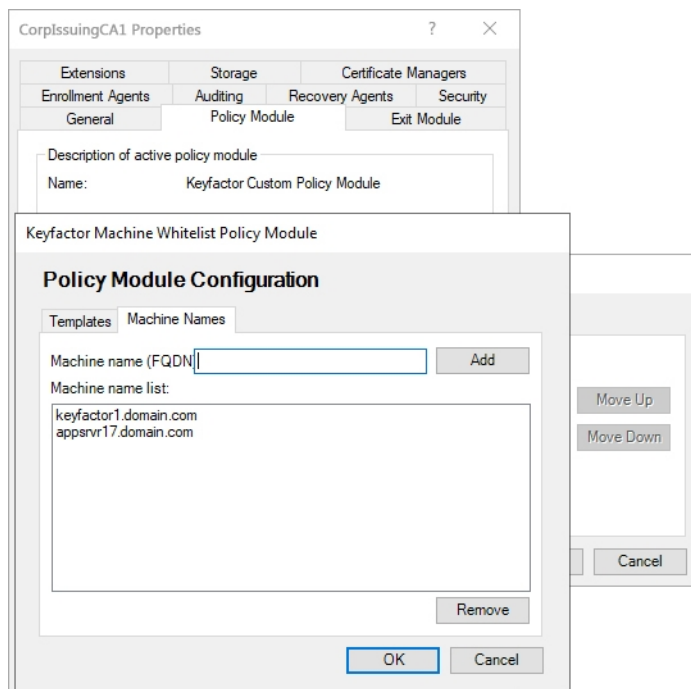 CorpIssuingCA1 Properties
?
Extensions Storage Certificate Managers
Enrollment Agents Auditing Recovery Agents Security
General Policy Module Exit Module
Description of active policy module
Name: Keyfactor Custom Policy Module
Keyfactor Machine Whitelist Policy Module
Policy Module Configuration
Templates Machine Names
Machine name (FQDN) Add
Machine name list:
keyfactor1.domain.com
appsrvr17.domain.com
Remove
OK Cancel
Move Up
Move Down
Cancel